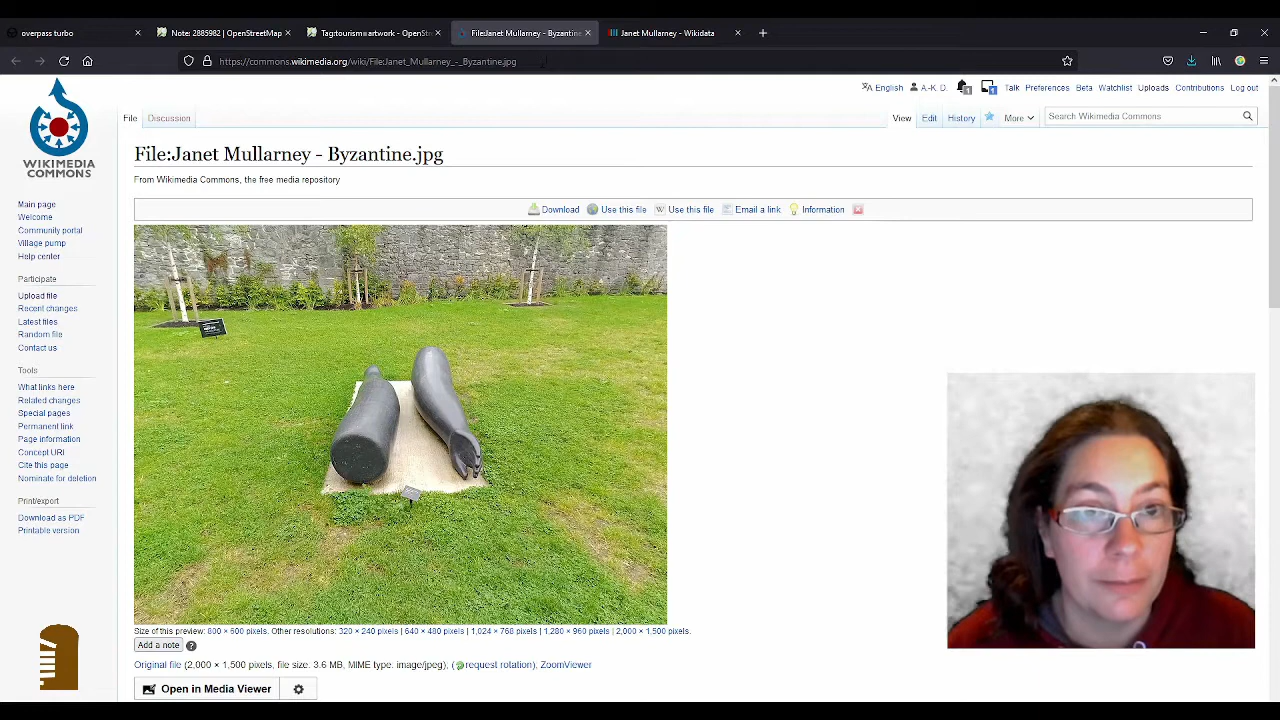 overpass turbo
Note: 2885982 | OpenStreetMap
Tag:tourism=artwork - OpenStre
File:Janet Mullarney - Byzantine
Janet Mullarney - Wikidata
https://commons.wikimedia.org/wiki/File:Janet_Mullarney_-_Byzantine.jpg
English
A.-K. D.
1
1
Talk
Preferences
Beta
Watchlist
Uploads
Contributions
Log out
File
Discussion
View
Edit
History
More
Search Wikimedia Commons
WIKIMEDIA
COMMONS
File:Janet Mullarney - Byzantine.jpg
From Wikimedia Commons, the free media repository
Download
Use this file
Use this file
Email a link
Information
Main page
Welcome
Community portal
Village pump
Help center
Participate
Upload file
Recent changes
Latest files
Random file
Contact us
Tools
What links here
Related changes
Special pages
Permanent link
Page information
Concept URI
Cite this page
Nominate for deletion
Print/export
Download as PDF
Printable version
Size of this preview: 800 × 600 pixels. Other resolutions: 320 × 240 pixels | 640 × 480 pixels | 1,024 × 768 pixels | 1,280 × 960 pixels | 2,000 × 1,500 pixels.
Add a note
Original file (2,000 × 1,500 pixels, file size: 3.6 MB, MIME type: image/jpeg); (request rotation), ZoomViewer
Open in Media Viewer